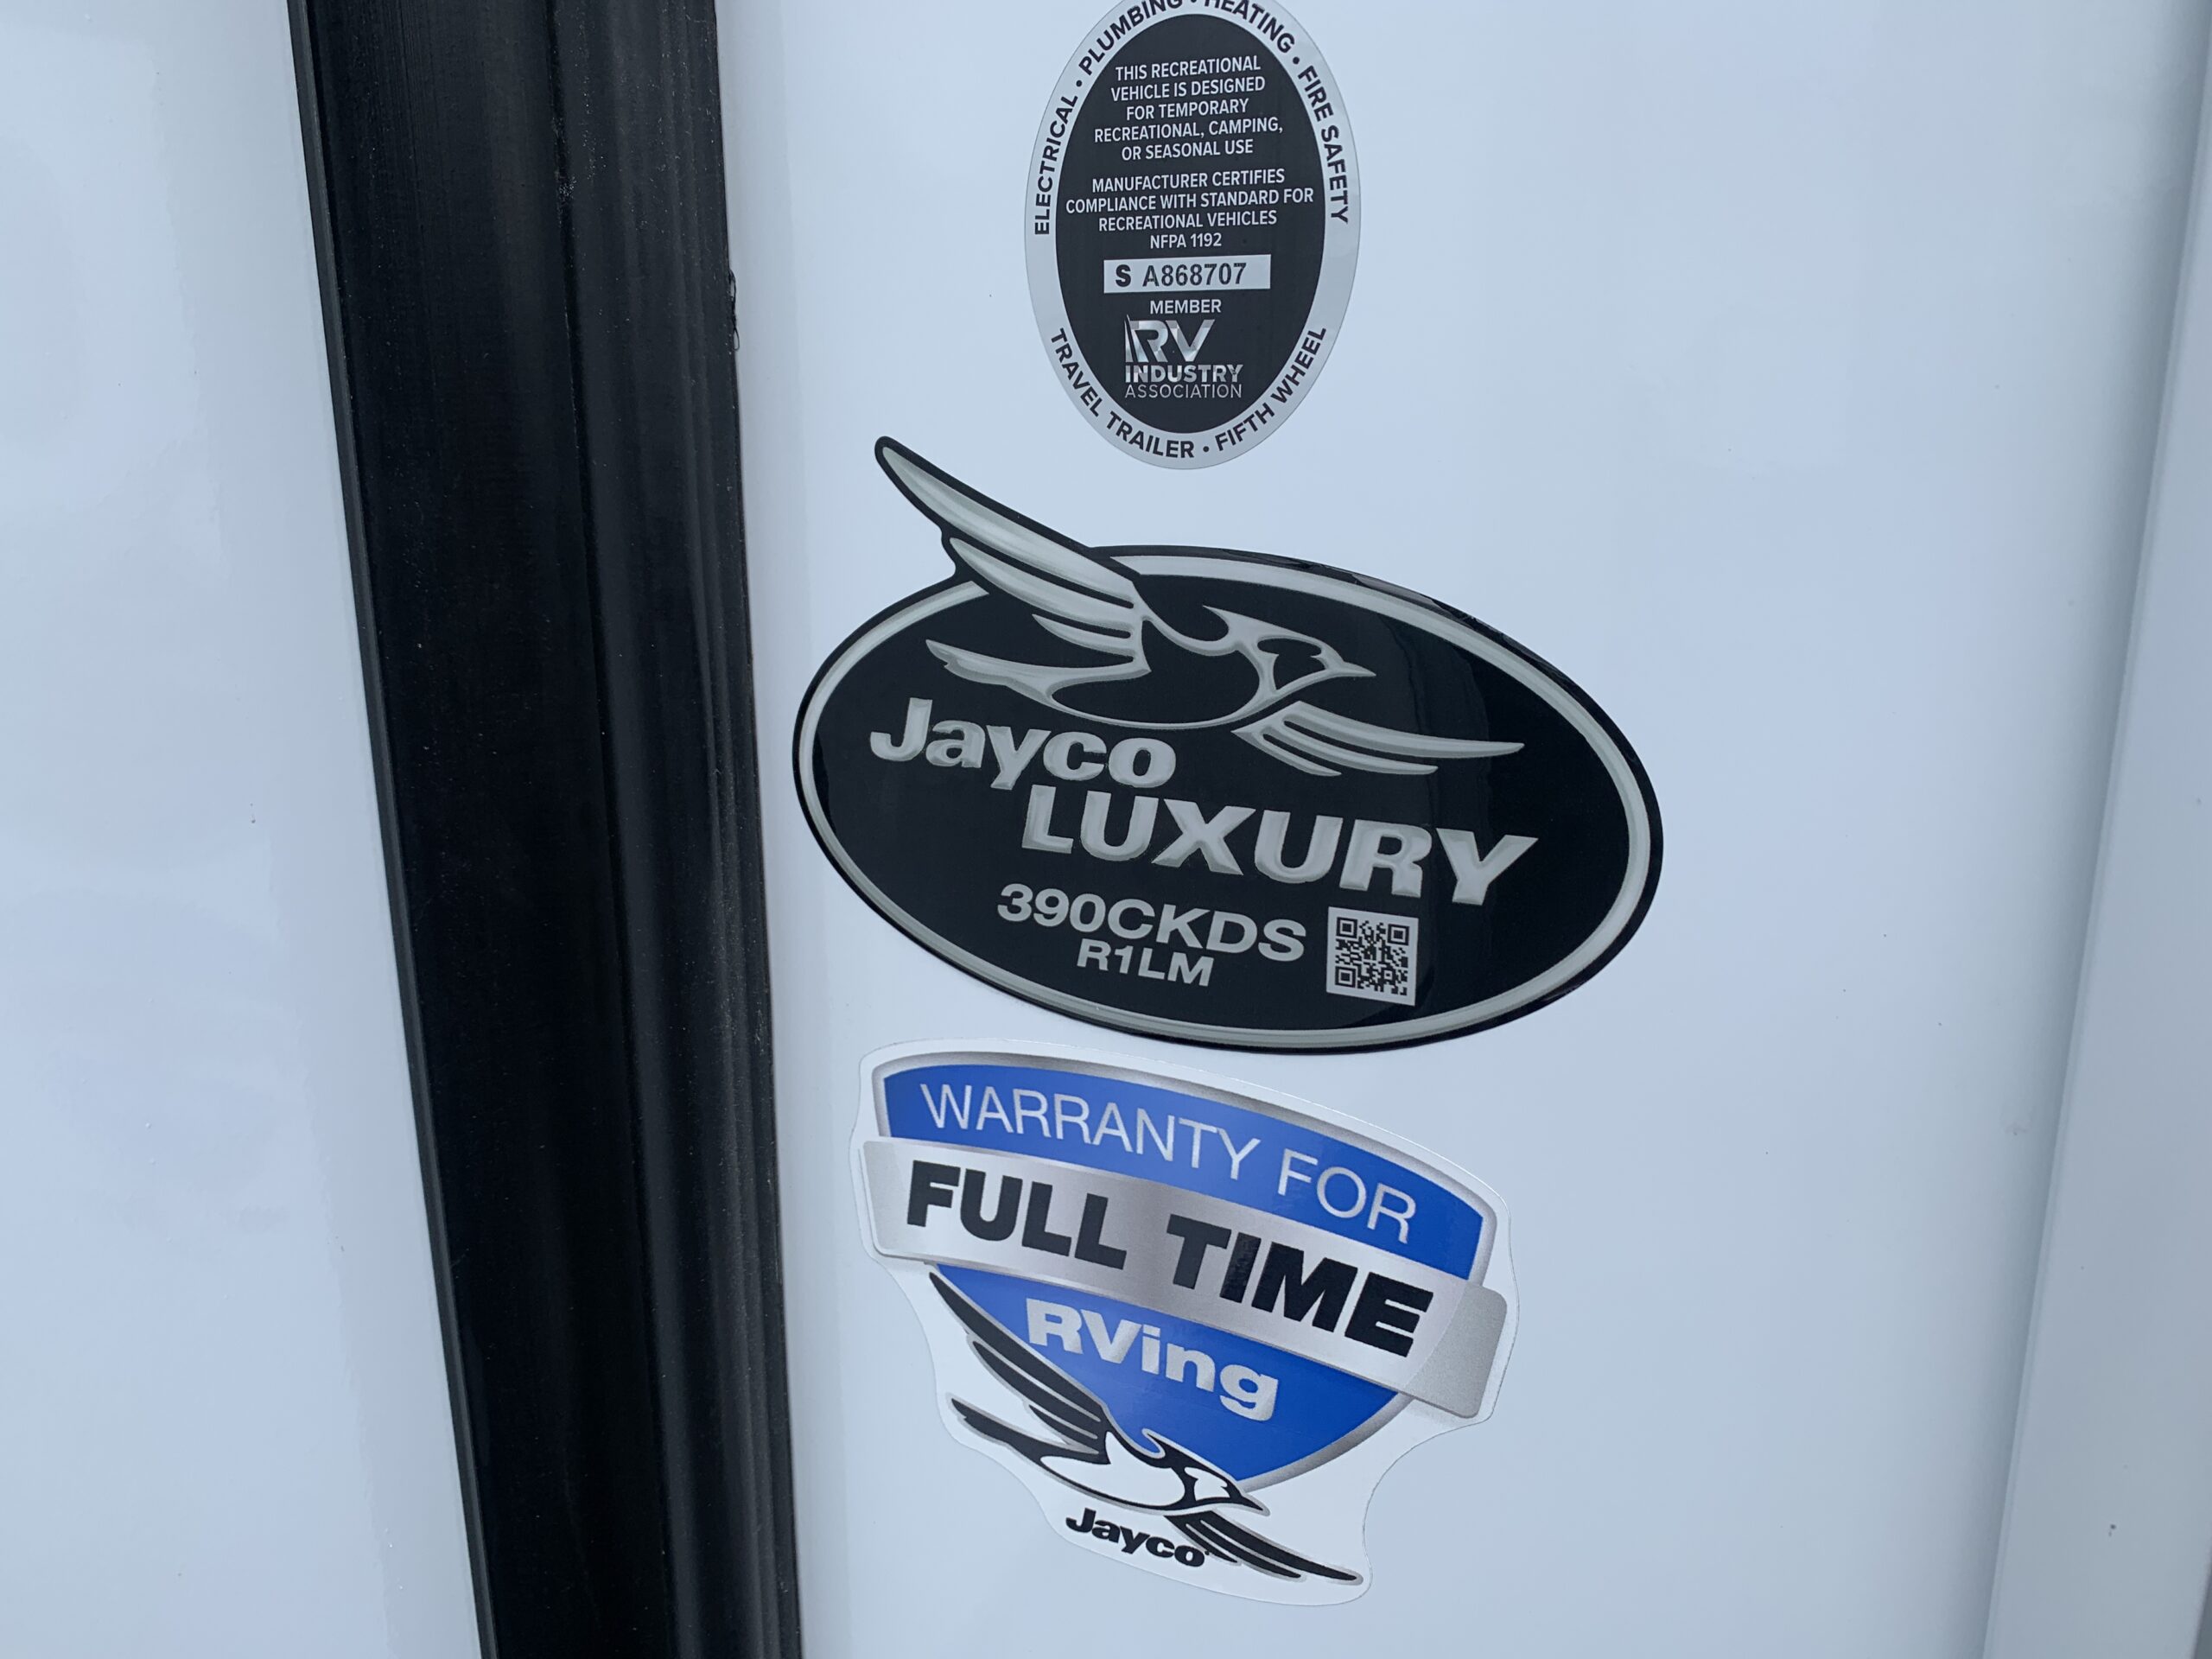 ELECTRICAL • PLUMBING • HEATING • FIRE SAFETY
THIS RECREATIONAL
VEHICLE IS DESIGNED
FOR TEMPORARY
RECREATIONAL, CAMPING,
OR SEASONAL USE
MANUFACTURER CERTIFIES
COMPLIANCE WITH STANDARD FOR
RECREATIONAL VEHICLES
NFPA 1192
S A868707
MEMBER
RV
INDUSTRY
ASSOCIATION
TRAVEL TRAILER • FIFTH WHEEL
Jayco
LUXURY
390CKDS
R1LM
WARRANTY FOR
FULL TIME
RVing
Jayco